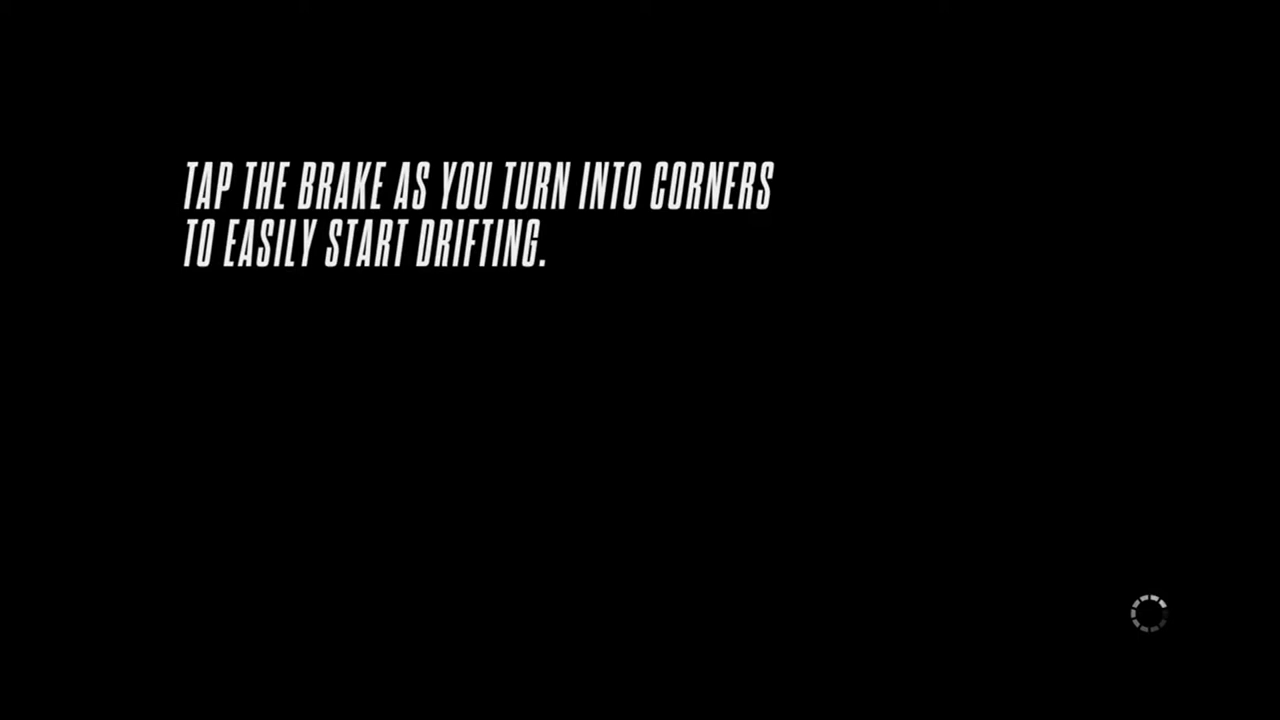 TAP THE BRAKE AS YOU TURN INTO CORNERS
TO EASILY START DRIFTING.